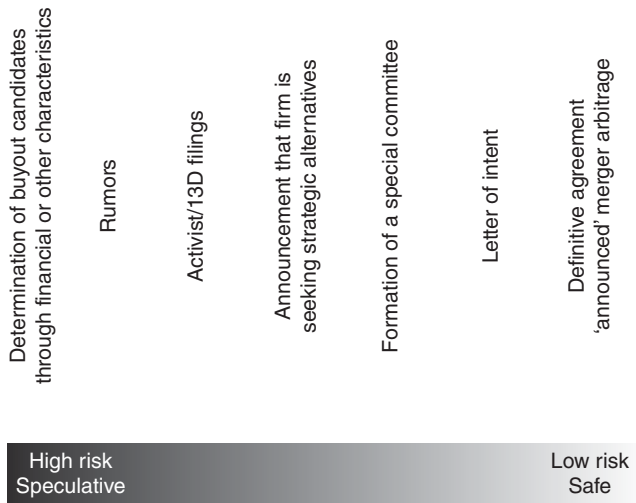 Determination of buyout candidates
through financial or other characteristics
Rumors
Activist/13D filings
Announcement that firm is
seeking strategic alternatives
Formation of a special committee
Letter of intent
Definitive agreement
‘announced’ merger arbitrage
High risk
Speculative
Low risk
Safe